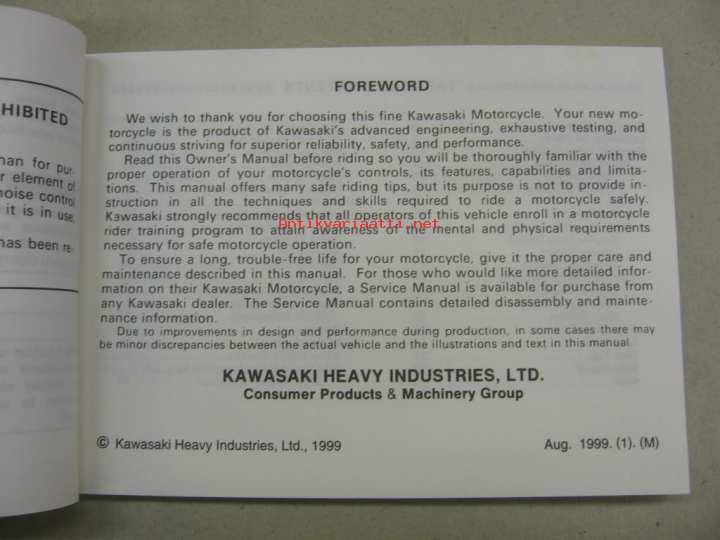 HIBITED
han for pur-
r element of
noise control
it is in use,
has been re-
FOREWORD
We wish to thank you for choosing this fine Kawasaki Motorcycle. Your new mo-
torcycle is the product of Kawasaki's advanced engineering, exhaustive testing, and
continuous striving for superior reliability, safety, and performance.
Read this Owner's Manual before riding so you will be thoroughly familiar with the
proper operation of your motorcycle's controls, its features, capabilities and limita-
tions. This manual offers many safe riding tips, but its purpose is not to provide in-
struction in all the techniques and skills required to ride a motorcycle safely.
Kawasaki strongly recommends that all operators of this vehicle enroll in a motorcycle
rider training program to attain awareness of the mental and physical requirements
necessary for safe motorcycle operation.
Antikvariaatti.net
To ensure a long, trouble-free life for your motorcycle, give it the proper care and
maintenance described in this manual. For those who would like more detailed infor-
mation on their Kawasaki Motorcycle, a Service Manual is available for purchase from
any Kawasaki dealer. The Service Manual contains detailed disassembly and mainte-
nance information.
Due to improvements in design and performance during production, in some cases there may
be minor discrepancies between the actual vehicle and the illustrations and text in this manual.
KAWASAKI HEAVY INDUSTRIES, LTD.
Consumer Products & Machinery Group
© Kawasaki Heavy Industries, Ltd., 1999
Aug. 1999. (1). (M)